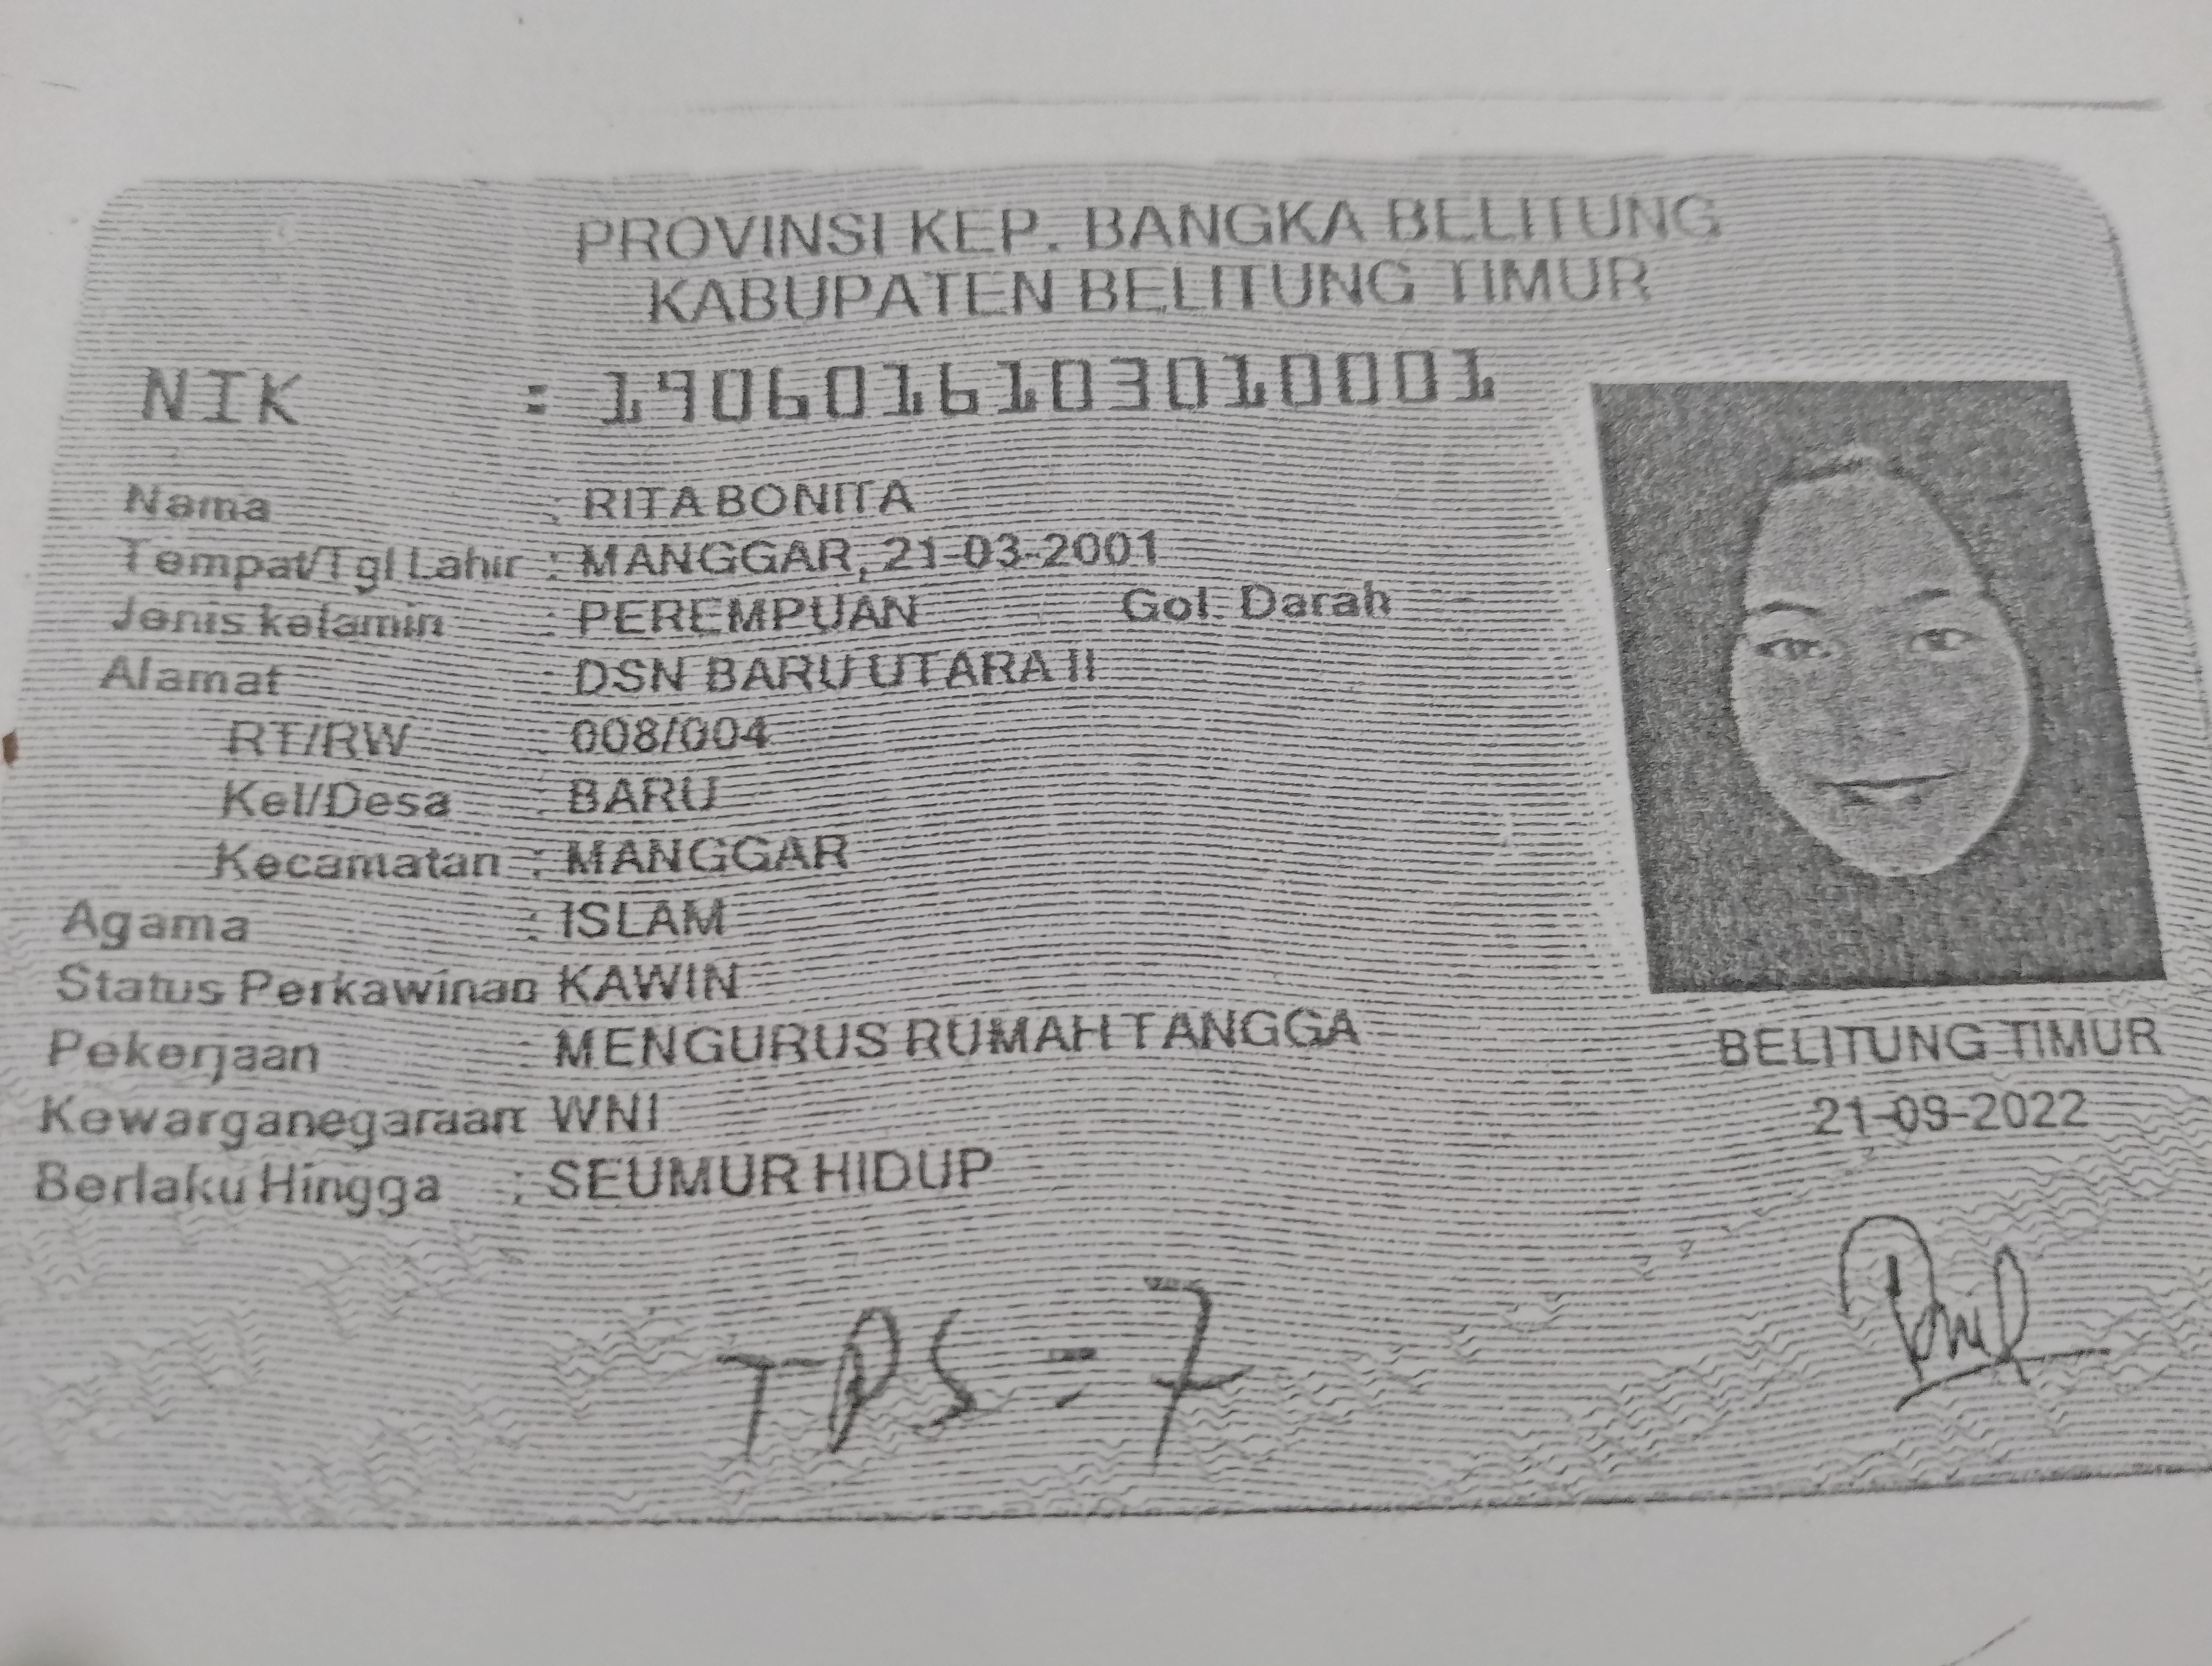 PROVINSI KEP. BANGKA BELITUNG
KABUPATEN BELITUNG TIMUR
NIK : 1906016103010001
Nama : RITA BONITA
Tempat/Tgl Lahir : MANGGAR, 21-03-2001
Jenis kelamin : PEREMPUAN Gol. Darah
Alamat : DSN BARU UTARA II
RT/RW : 008/004
Kel/Desa : BARU
Kecamatan : MANGGAR
Agama : ISLAM
Status Perkawinan KAWIN
Pekerjaan : MENGURUS RUMAH TANGGA
Kewarganegaraan: WNI
Berlaku Hingga : SEUMUR HIDUP
BELITUNG TIMUR
21-09-2022
TPS = 7